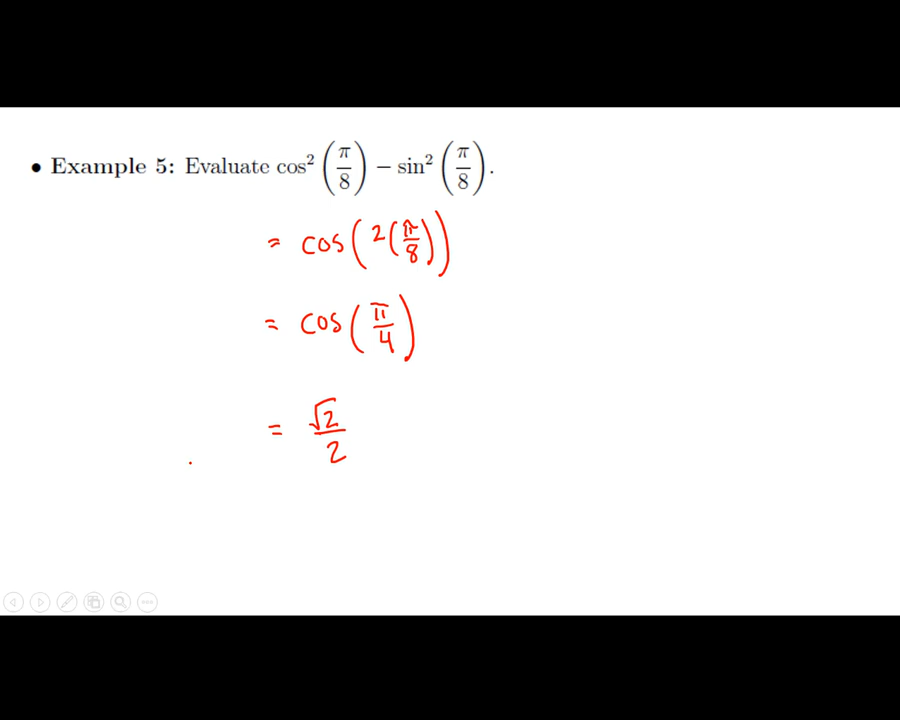 • Example 5: Evaluate cos²(π/8) − sin²(π/8).
= cos(2(π/8))
= cos(π/4)
= √2/2